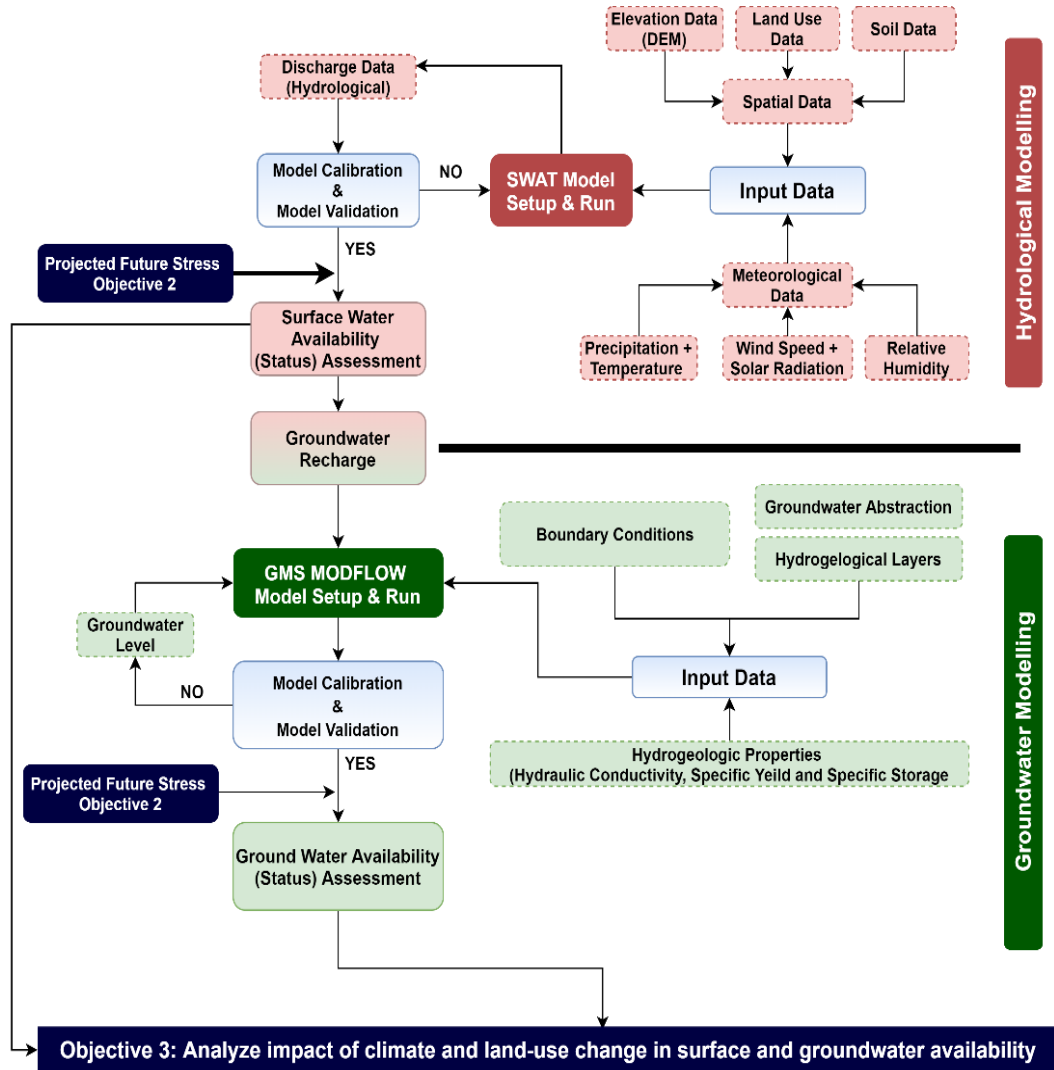 Elevation Data
(DEM)
Land Use
Data
Soil Data
Discharge Data
(Hydrological)
Spatial Data
Model Calibration
&
Model Validation
NO
SWAT Model
Setup & Run
Input Data
Hydrological Modelling
YES
Projected Future Stress
Objective 2
Meteorological
Data
Surface Water
Availability
(Status) Assessment
Precipitation +
Temperature
Wind Speed +
Solar Radiation
Relative
Humidity
Groundwater
Recharge
Boundary Conditions
Groundwater Abstraction
Hydrogelogical Layers
GMS MODFLOW
Model Setup & Run
Groundwater
Level
NO
Model Calibration
&
Model Validation
Input Data
Groundwater Modelling
YES
Hydrogeologic Properties
(Hydraulic Conductivity, Specific Yeild and Specific Storage
Projected Future Stress
Objective 2
Ground Water Availability
(Status) Assessment
Objective 3: Analyze impact of climate and land-use change in surface and groundwater availability